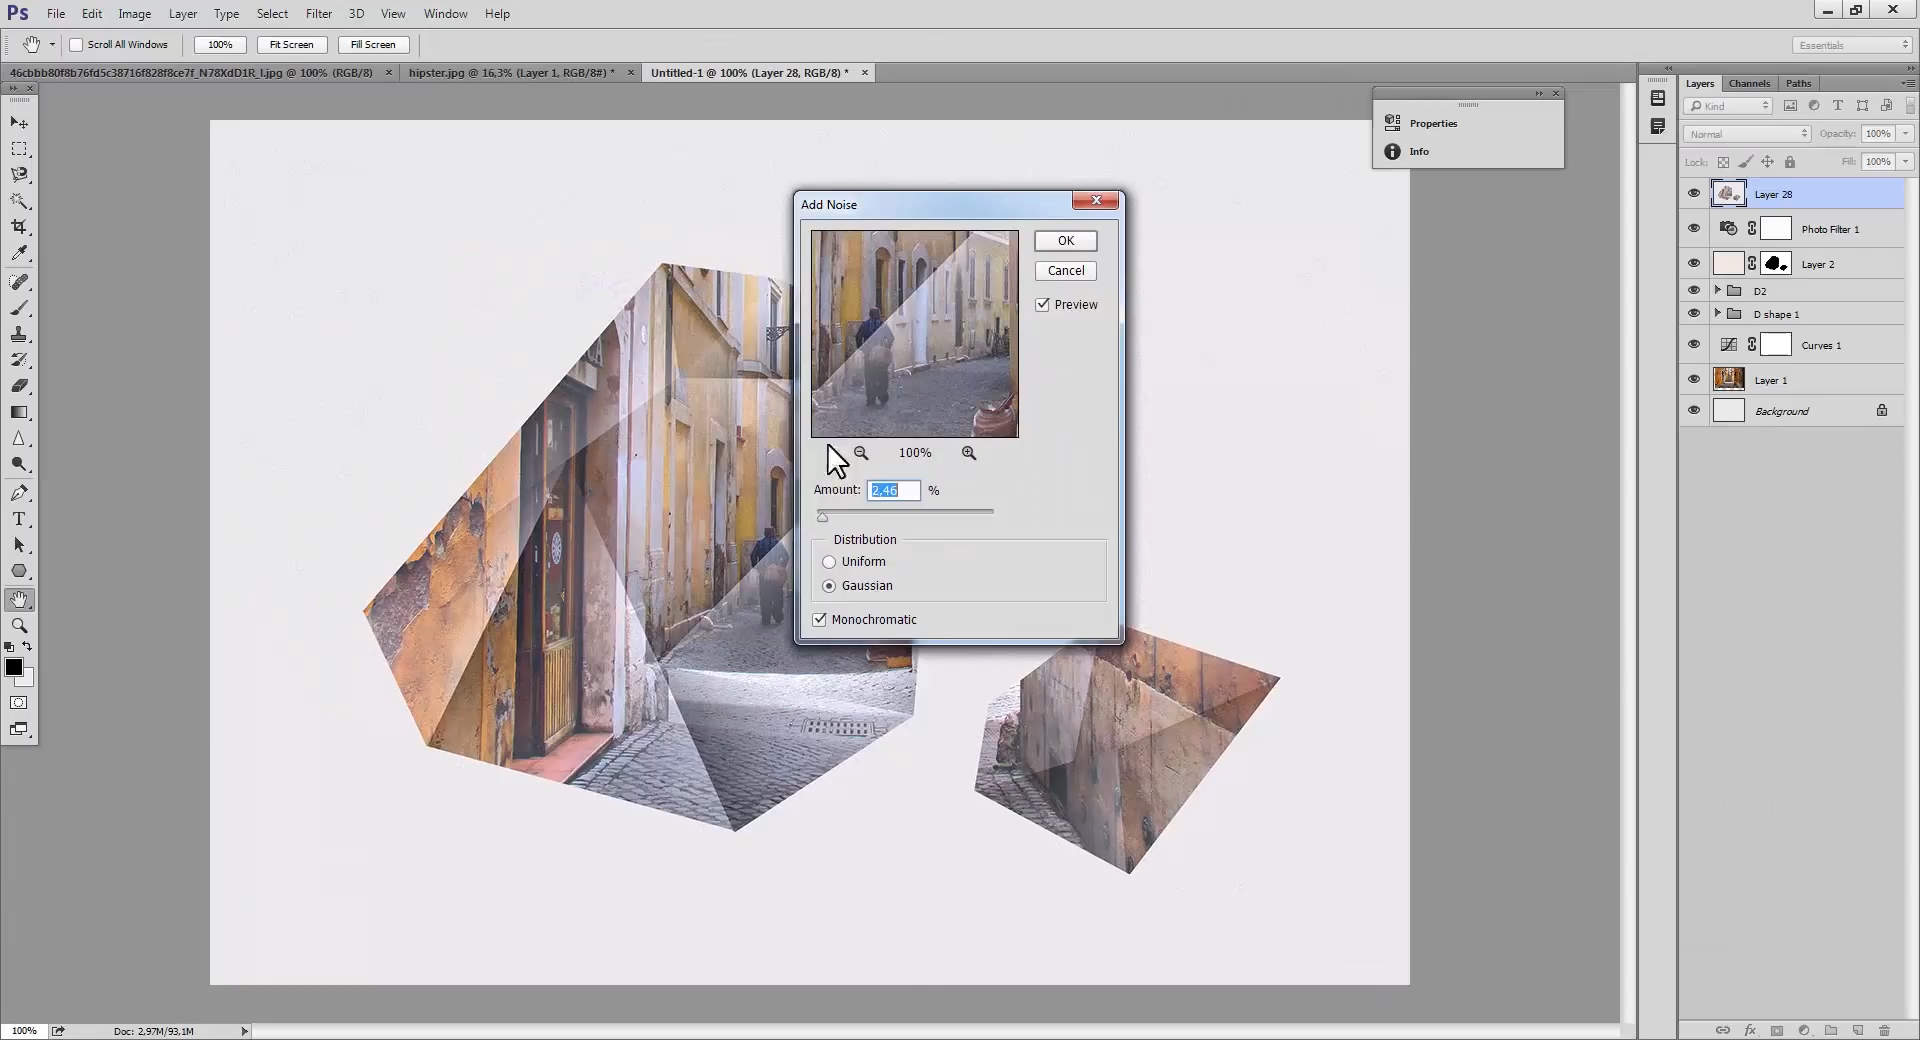 Ps File Edit Image Layer Type Select Filter 3D View Window Help
Scroll All Windows 100% Fit Screen Fill Screen Essentials
46cbbb80f8b76fd5c38716f828f8ce7f_N78XdD1R_l.jpg @ 100% (RGB/8) × hipster.jpg @ 16,3% (Layer 1, RGB/8#) * × Untitled-1 @ 100% (Layer 28, RGB/8) * ×
Properties
Info
Add Noise
OK
Cancel
Preview
100%
Amount: 2,46 %
Distribution
Uniform
Gaussian
Monochromatic
Layers Channels Paths
Kind
Normal Opacity: 100%
Lock: Fill: 100%
Layer 28
Photo Filter 1
Layer 2
D2
D shape 1
Curves 1
Layer 1
Background
100% Doc: 2,97M/93,1M